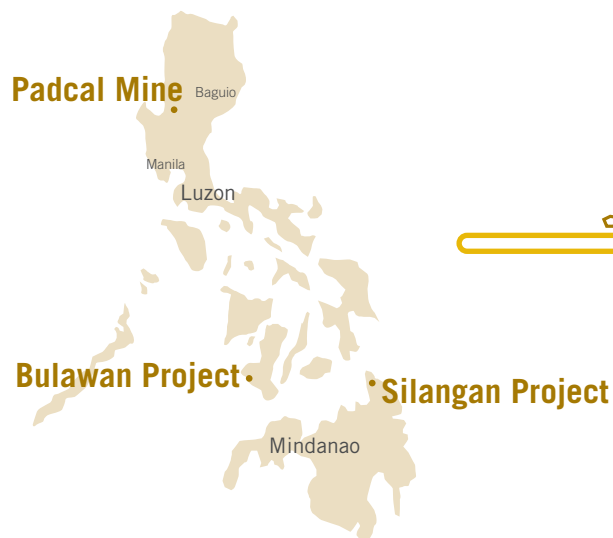 Padcal Mine
Baguio
Manila
Luzon
Bulawan Project
Silangan Project
Mindanao